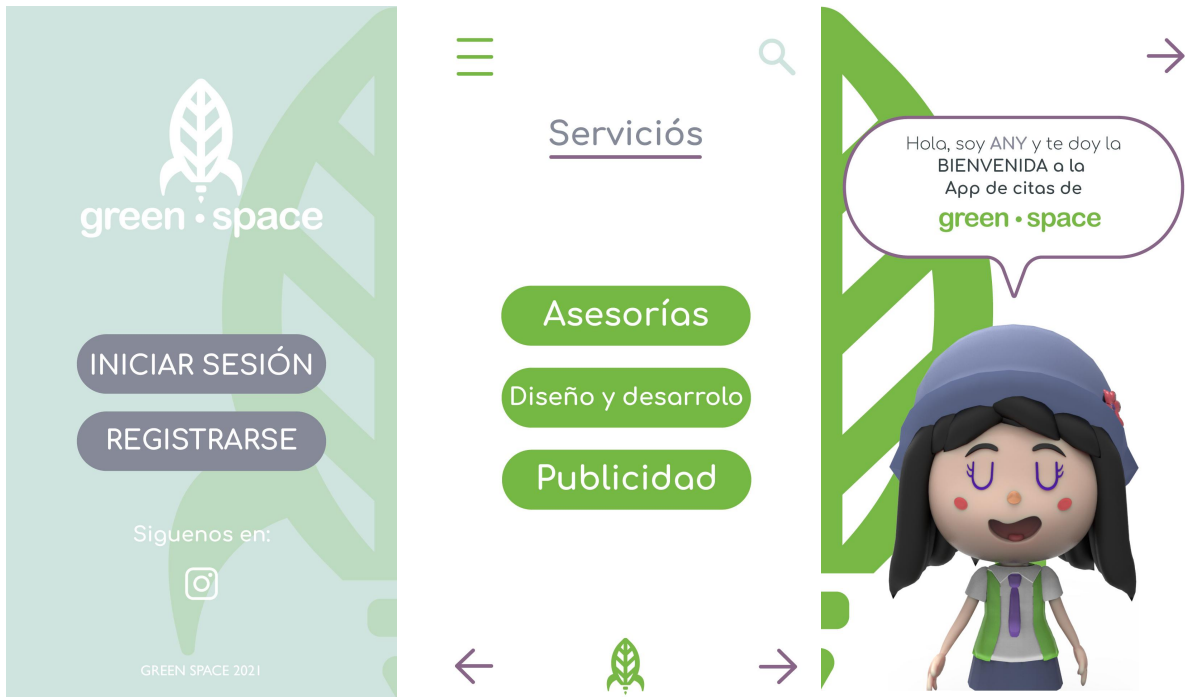 green • space
INICIAR SESIÓN
REGISTRARSE
Siguenos en:
GREEN SPACE 2021
Serviciós
Asesorías
Diseño y desarrolo
Publicidad
Hola, soy ANY y te doy la
BIENVENIDA a la
App de citas de
green • space